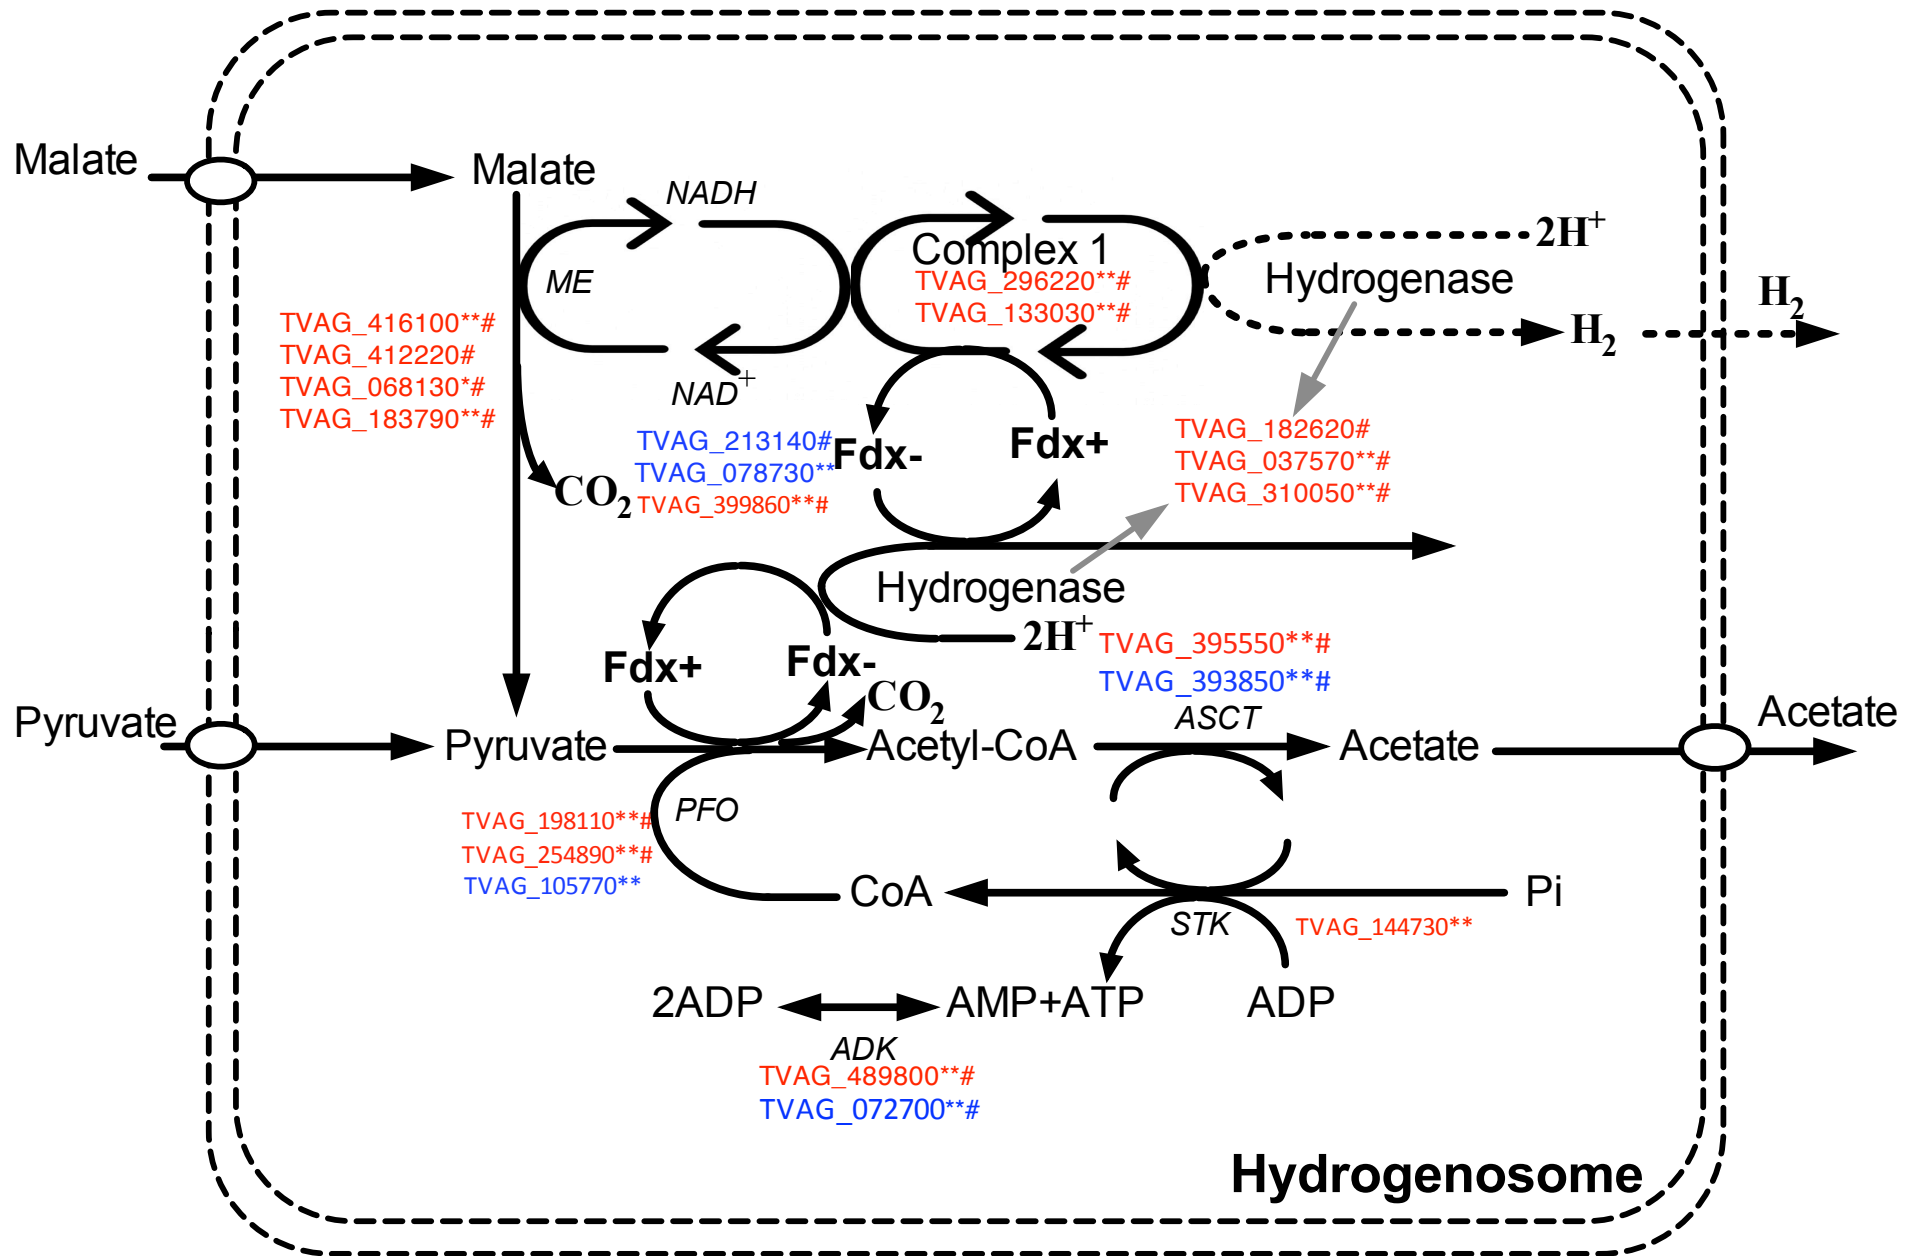 Malate
Malate
NADH
2H+
Complex 1
ME
TVAG_296220**#
Hydrogenase
H2
TVAG_133030**#
TVAG_416100**#
H2
TVAG_412220#
TVAG_068130*#
NAD+
TVAG_183790**#
TVAG_213140#
Fdx-
Fdx+
TVAG_182620#
TVAG_078730**
TVAG_037570**#
CO2
TVAG_399860**#
TVAG_310050**#
Hydrogenase
2H+
TVAG_395550**#
Fdx+
Fdx-
TVAG_393850**#
CO2
ASCT
Pyruvate
Acetate
Pyruvate
Acetyl-CoA
Acetate
PFO
TVAG_198110**#
TVAG_254890**#
TVAG_105770**
CoA
Pi
STK
TVAG_144730**
2ADP
AMP+ATP
ADP
ADK
TVAG_489800**#
TVAG_072700**#
Hydrogenosome